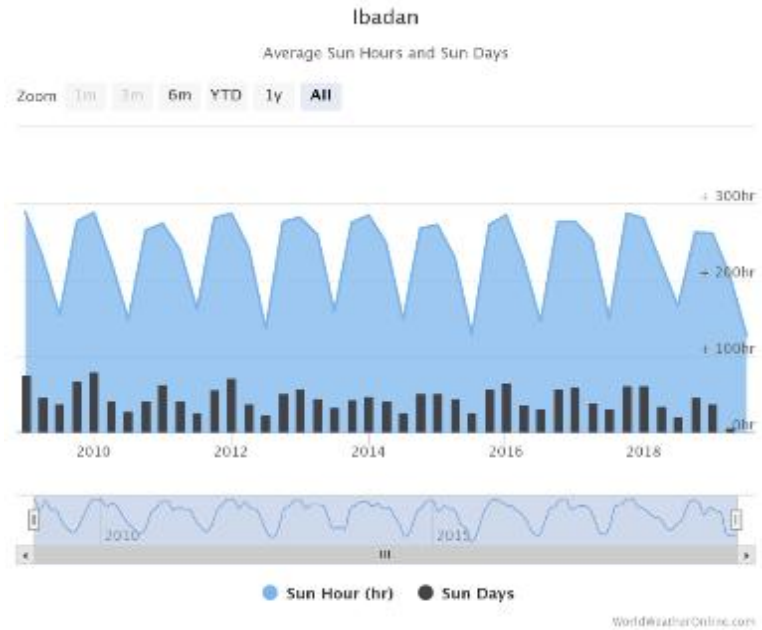 Ibadan
Average Sun Hours and Sun Days
Zoom 1m 3m 6m YTD 1y All
+ 300hr
+ 200hr
+ 100hr
0hr
2010 2012 2014 2016 2018
2010 2015
Sun Hour (hr) Sun Days
WorldWeatherOnline.com